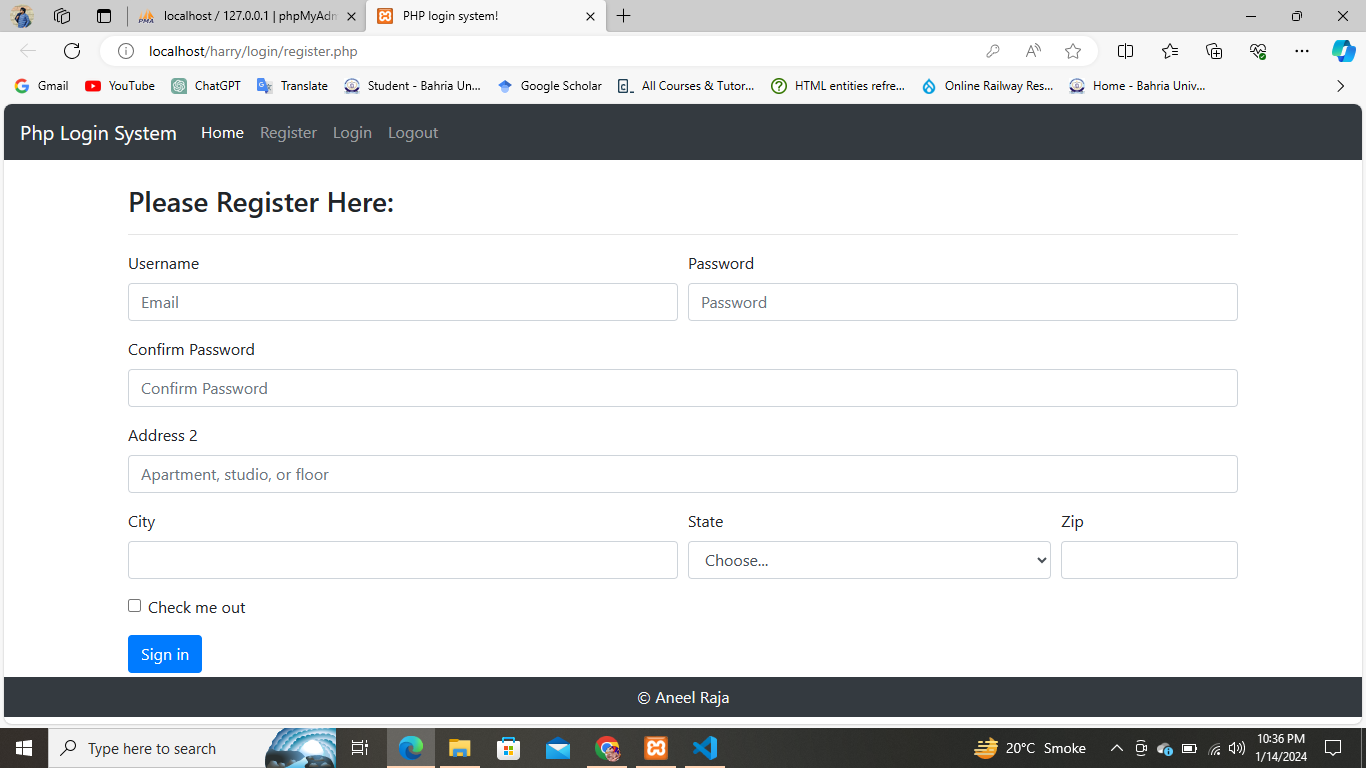 localhost / 127.0.0.1 | phpMyAdm
PHP login system!
localhost/harry/login/register.php
Gmail YouTube ChatGPT Translate Student - Bahria Un... Google Scholar All Courses & Tutor... HTML entities refre... Online Railway Res... Home - Bahria Univ...
Php Login System Home Register Login Logout
Please Register Here:
Username Password
Email Password
Confirm Password
Confirm Password
Address 2
Apartment, studio, or floor
City State Zip
Choose...
Check me out
Sign in
© Aneel Raja
Type here to search
20°C Smoke
10:36 PM
1/14/2024